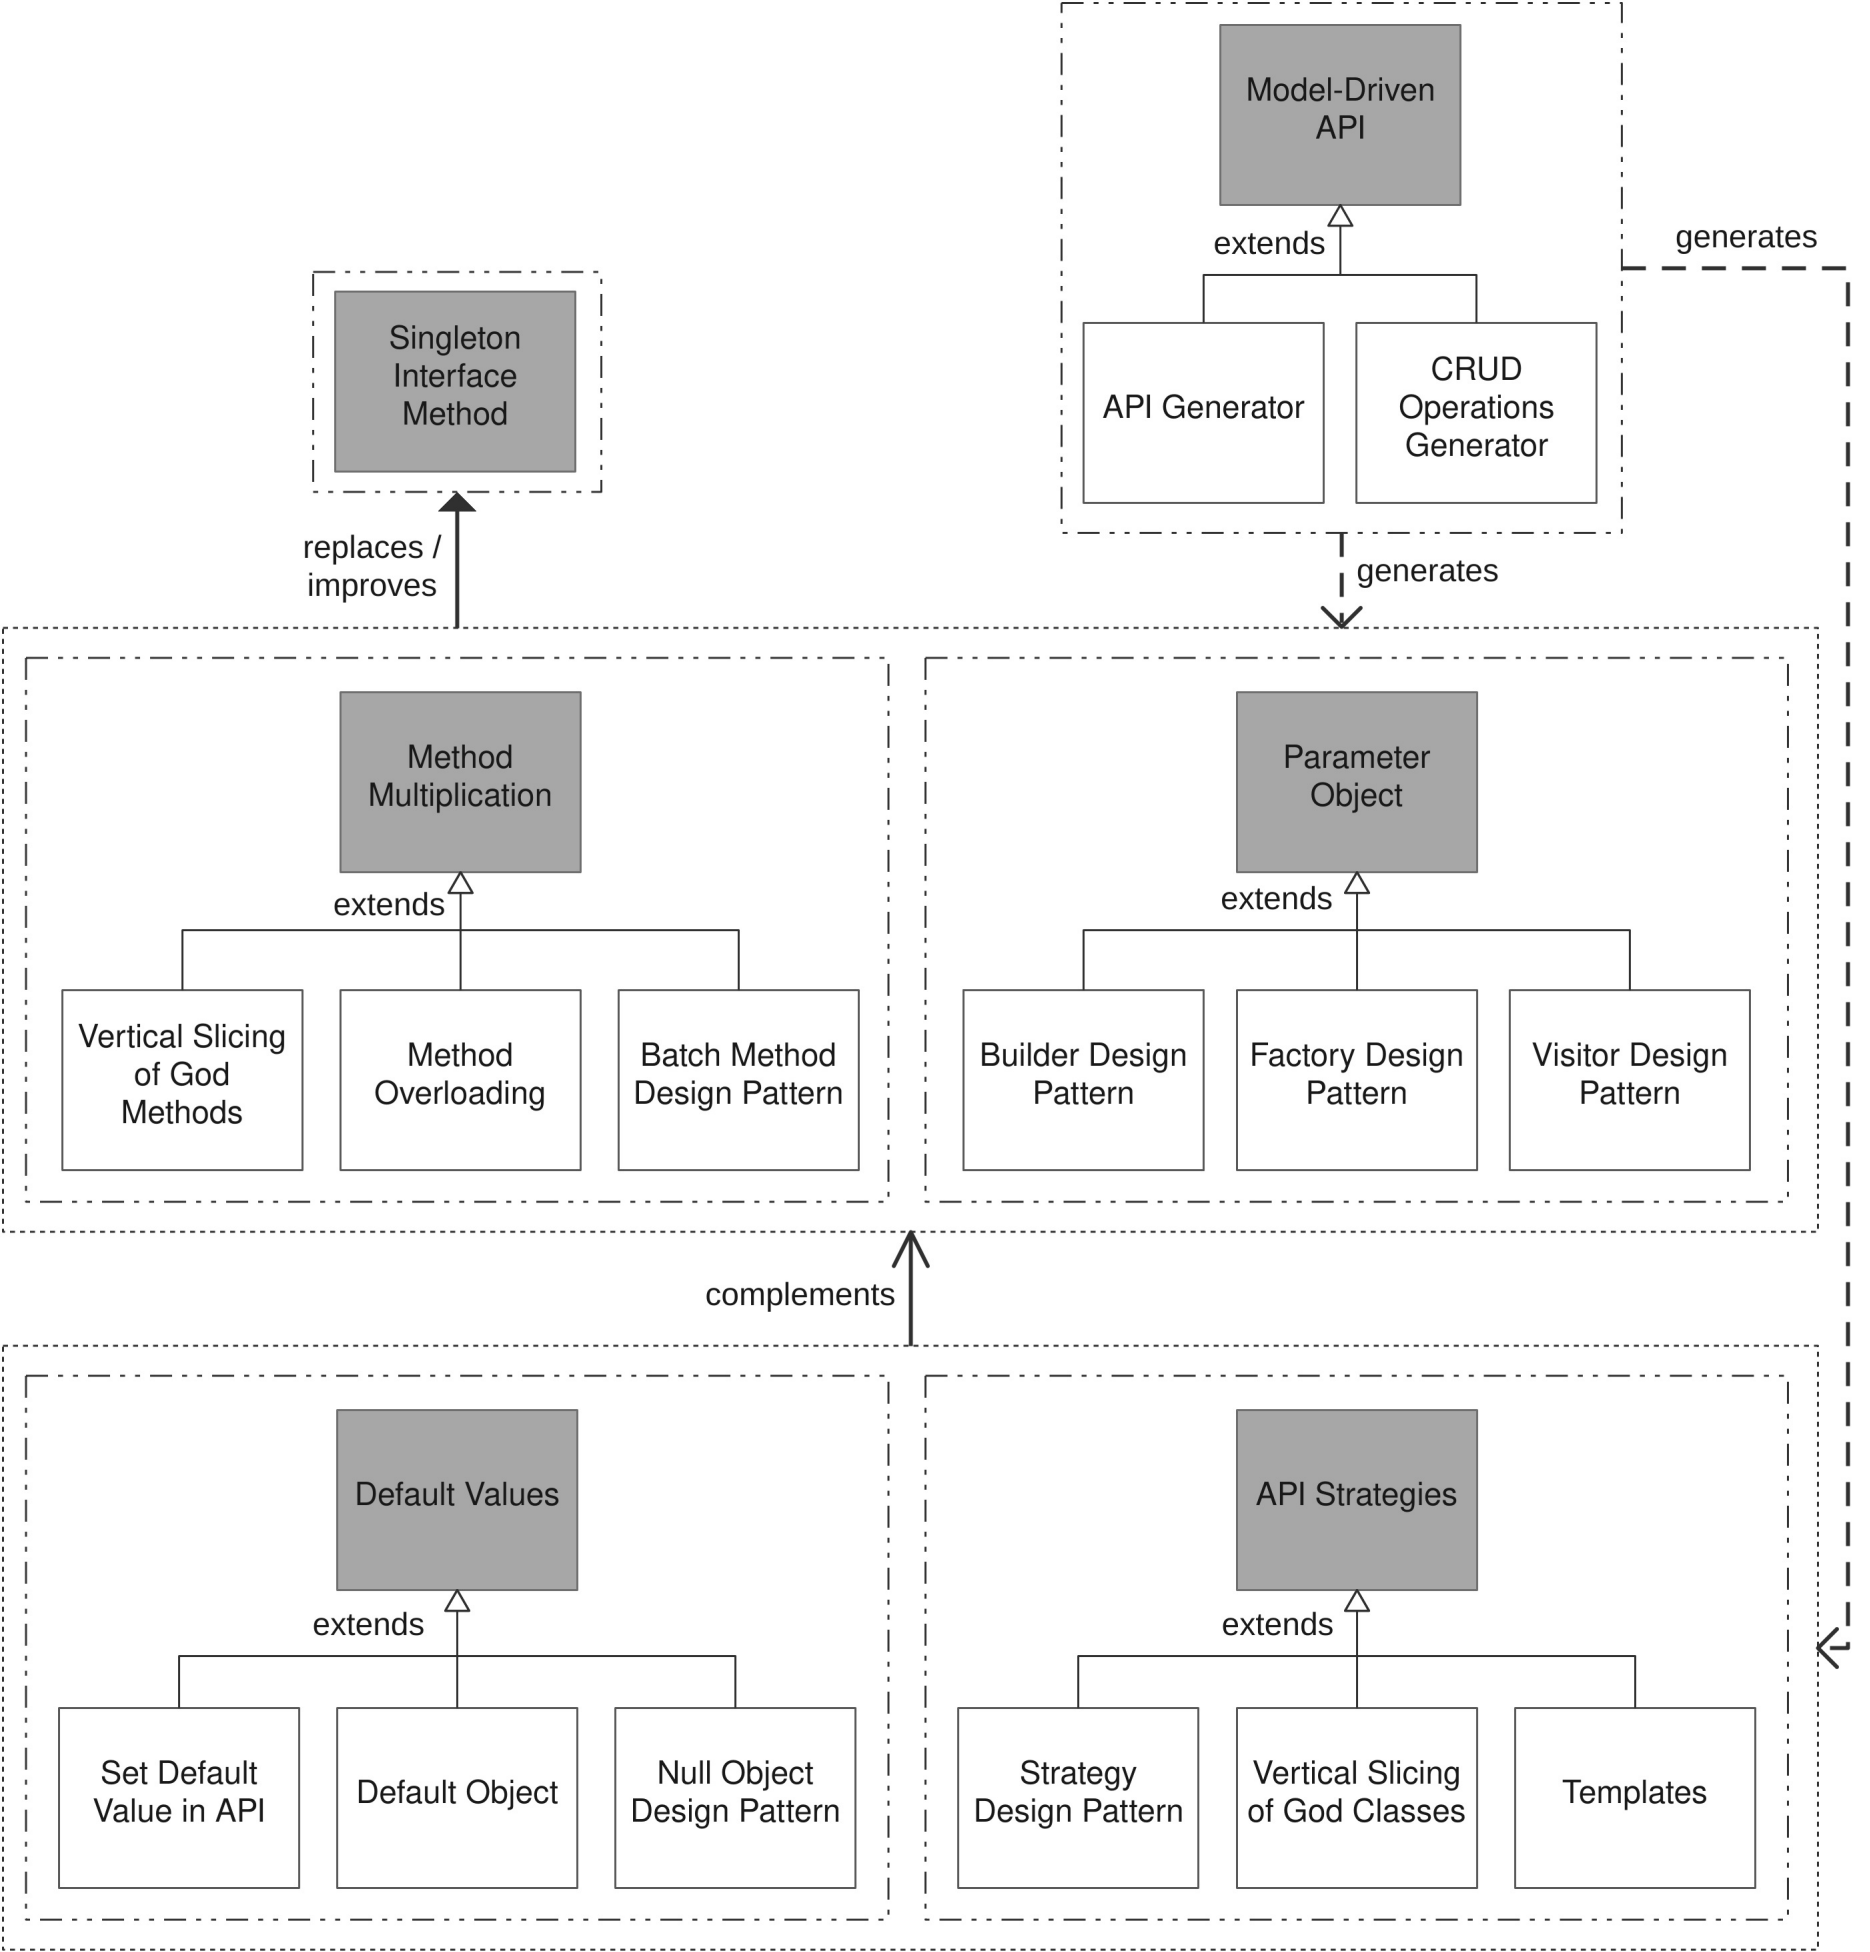 Model-Driven
API
extends
generates
API Generator
CRUD
Operations
Generator
Singleton
Interface
Method
replaces /
improves
generates
Method
Multiplication
extends
Vertical Slicing
of God
Methods
Method
Overloading
Batch Method
Design Pattern
Parameter
Object
extends
Builder Design
Pattern
Factory Design
Pattern
Visitor Design
Pattern
complements
Default Values
extends
Set Default
Value in API
Default Object
Null Object
Design Pattern
API Strategies
extends
Strategy
Design Pattern
Vertical Slicing
of God Classes
Templates